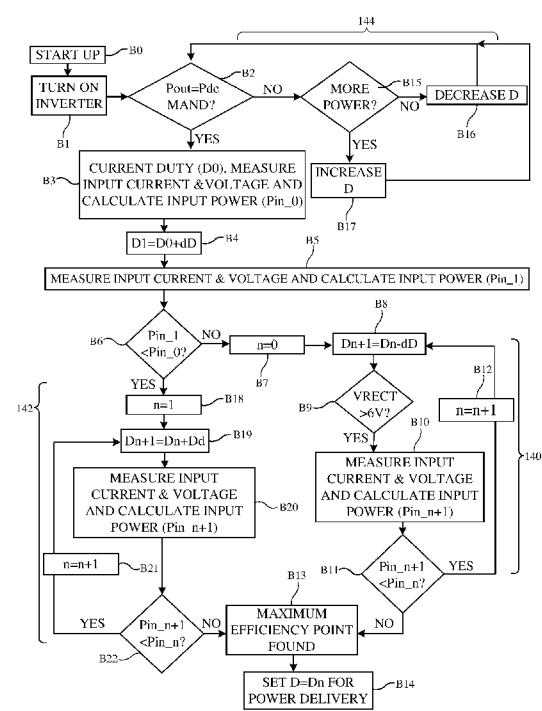 144
START UP
B0
TURN ON
INVERTER
B1
Pout=Pde
MAND?
B2
NO
YES
MORE
POWER?
B15
NO
YES
DECREASE D
B16
INCREASE
D
B17
CURRENT DUTY (D0), MEASURE
INPUT CURRENT &VOLTAGE AND
CALCULATE INPUT POWER (Pin_0)
B3
D1=D0+dD
B4
B5
MEASURE INPUT CURRENT & VOLTAGE AND CALCULATE INPUT POWER (Pin_1)
B6
Pin_1
<Pin_0?
NO
YES
n=0
B7
B8
Dn+1=Dn-dD
B12
n=n+1
B9
VRECT
>6V?
YES
B10
MEASURE INPUT
CURRENT & VOLTAGE
AND CALCULATE INPUT
POWER (Pin_n+1)
140
B11
Pin_n+1
<Pin_n?
YES
NO
142
n=1
B18
Dn+1=Dn+Dd
B19
MEASURE INPUT
CURRENT & VOLTAGE
AND CALCULATE INPUT
POWER (Pin_n+1)
B20
n=n+1
B21
YES
Pin_n+1
<Pin_n?
B22
NO
B13
MAXIMUM
EFFICIENCY POINT
FOUND
SET D=Dn FOR
POWER DELIVERY
B14